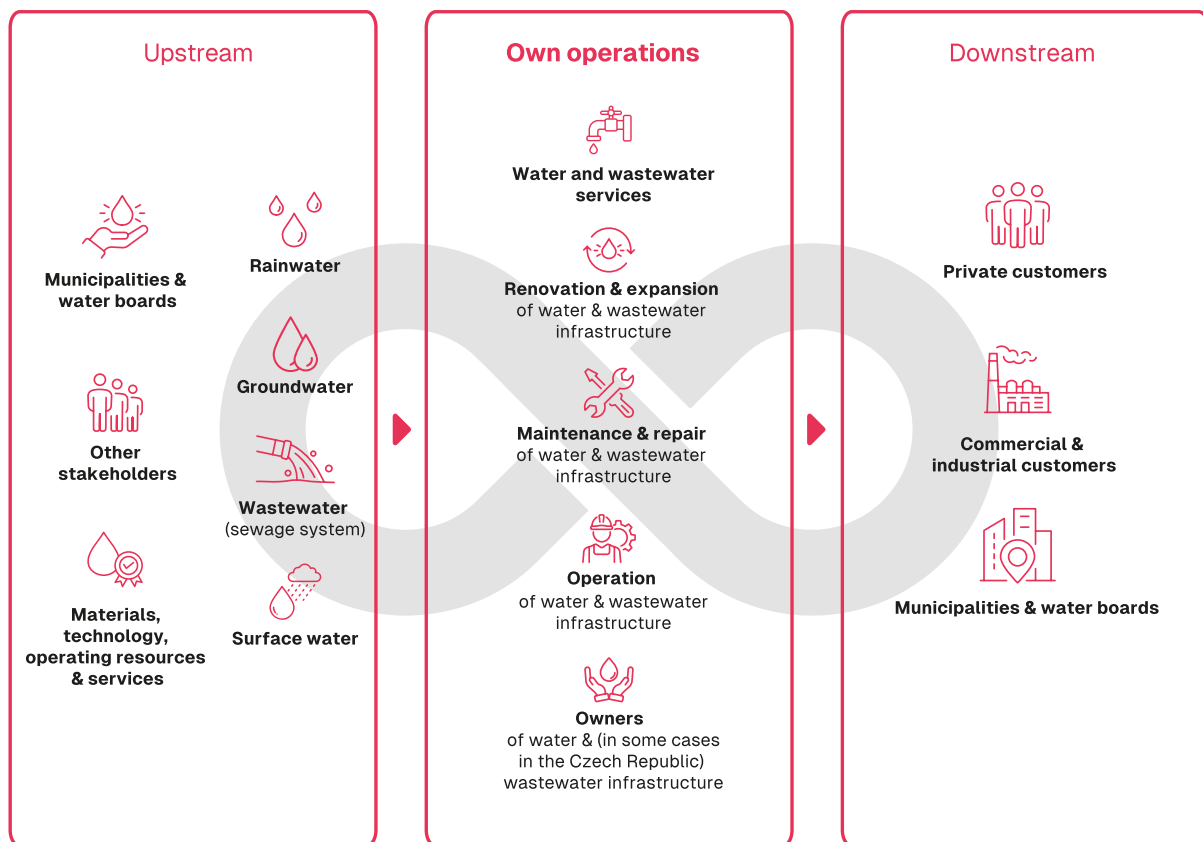 Upstream
Municipalities &
water boards
Other
stakeholders
Materials,
technology,
operating resources
& services
Rainwater
Groundwater
Wastewater
(sewage system)
Surface water
Own operations
Water and wastewater
services
Renovation & expansion
of water & wastewater
infrastructure
Maintenance & repair
of water & wastewater
infrastructure
Operation
of water & wastewater
infrastructure
Owners
of water & (in some cases
in the Czech Republic)
wastewater infrastructure
Downstream
Private customers
Commercial &
industrial customers
Municipalities & water boards